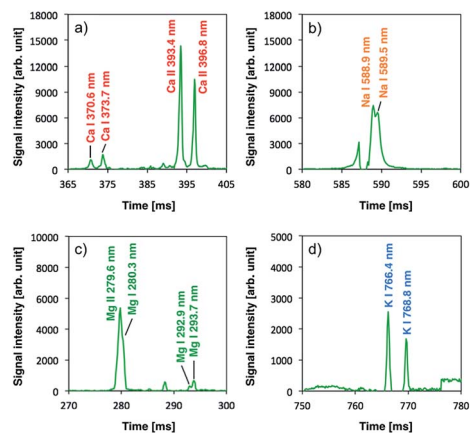 a)
Signal intensity [arb. unit]
18000
15000
12000
9000
6000
3000
0
Ca I 370.6 nm
Ca I 373.7 nm
Ca II 393.4 nm
Ca II 396.8 nm
365
375
385
395
405
Time [ms]
b)
Signal intensity [arb. unit]
18000
15000
12000
9000
6000
3000
0
Na I 588.9 nm
Na I 589.5 nm
580
585
590
595
600
Time [ms]
c)
Signal intensity [arb. unit]
10000
8000
6000
4000
2000
0
Mg II 279.6 nm
Mg I 280.3 nm
Mg I 292.9 nm
Mg I 293.7 nm
270
280
290
300
Time [ms]
d)
Signal intensity [arb. unit]
5000
4000
3000
2000
1000
0
K I 766.4 nm
K I 768.8 nm
750
760
770
780
Time [ms]